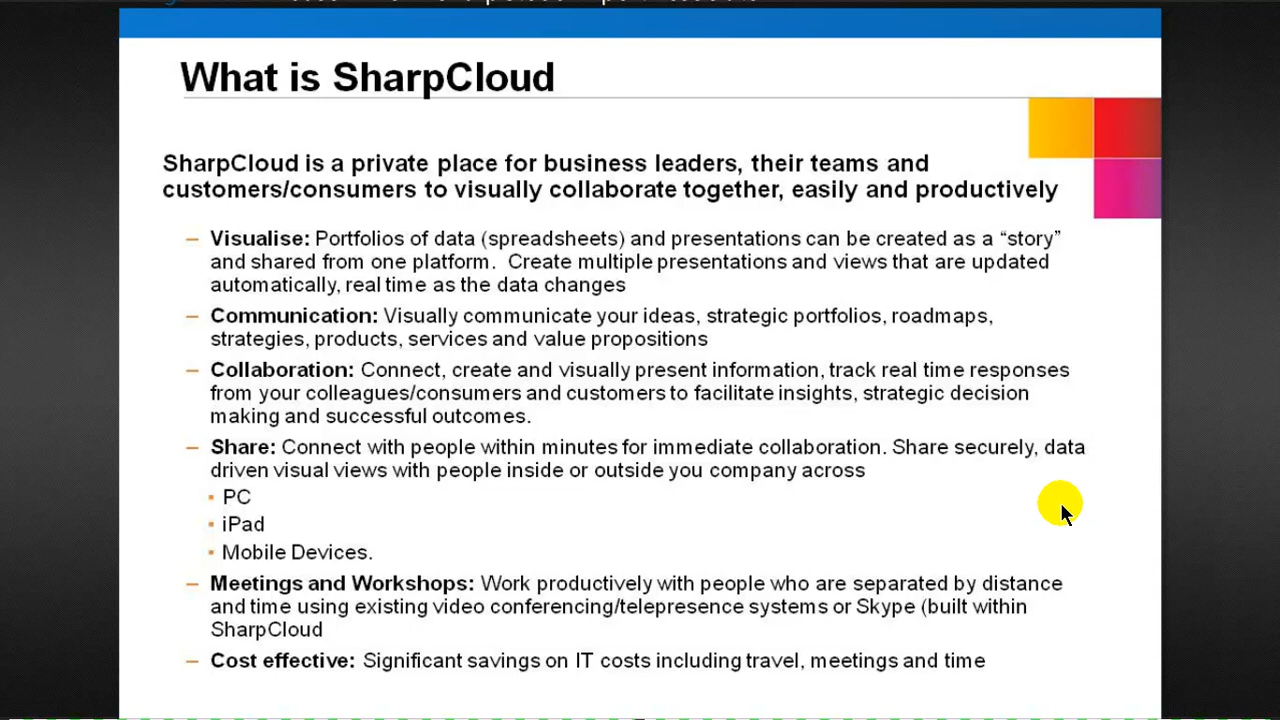 What is SharpCloud
SharpCloud is a private place for business leaders, their teams and
customers/consumers to visually collaborate together, easily and productively
– Visualise: Portfolios of data (spreadsheets) and presentations can be created as a “story”
and shared from one platform. Create multiple presentations and views that are updated
automatically, real time as the data changes
– Communication: Visually communicate your ideas, strategic portfolios, roadmaps,
strategies, products, services and value propositions
– Collaboration: Connect, create and visually present information, track real time responses
from your colleagues/consumers and customers to facilitate insights, strategic decision
making and successful outcomes.
– Share: Connect with people within minutes for immediate collaboration. Share securely, data
driven visual views with people inside or outside you company across
▪ PC
▪ iPad
▪ Mobile Devices.
– Meetings and Workshops: Work productively with people who are separated by distance
and time using existing video conferencing/telepresence systems or Skype (built within
SharpCloud
– Cost effective: Significant savings on IT costs including travel, meetings and time